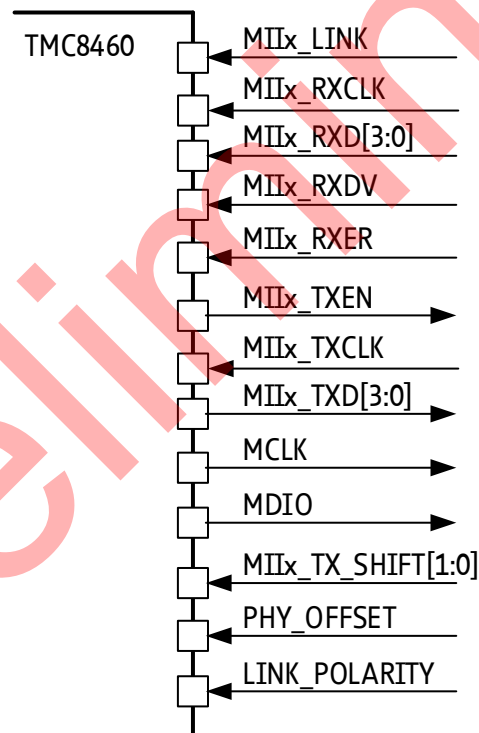 TMC8460
MIIx_LINK
MIIx_RXCLK
MIIx_RXD[3:0]
MIIx_RXDV
MIIx_RXER
MIIx_TXEN
MIIx_TXCLK
MIIx_TXD[3:0]
MCLK
MDIO
MIIx_TX_SHIFT[1:0]
PHY_OFFSET
LINK_POLARITY
elimin